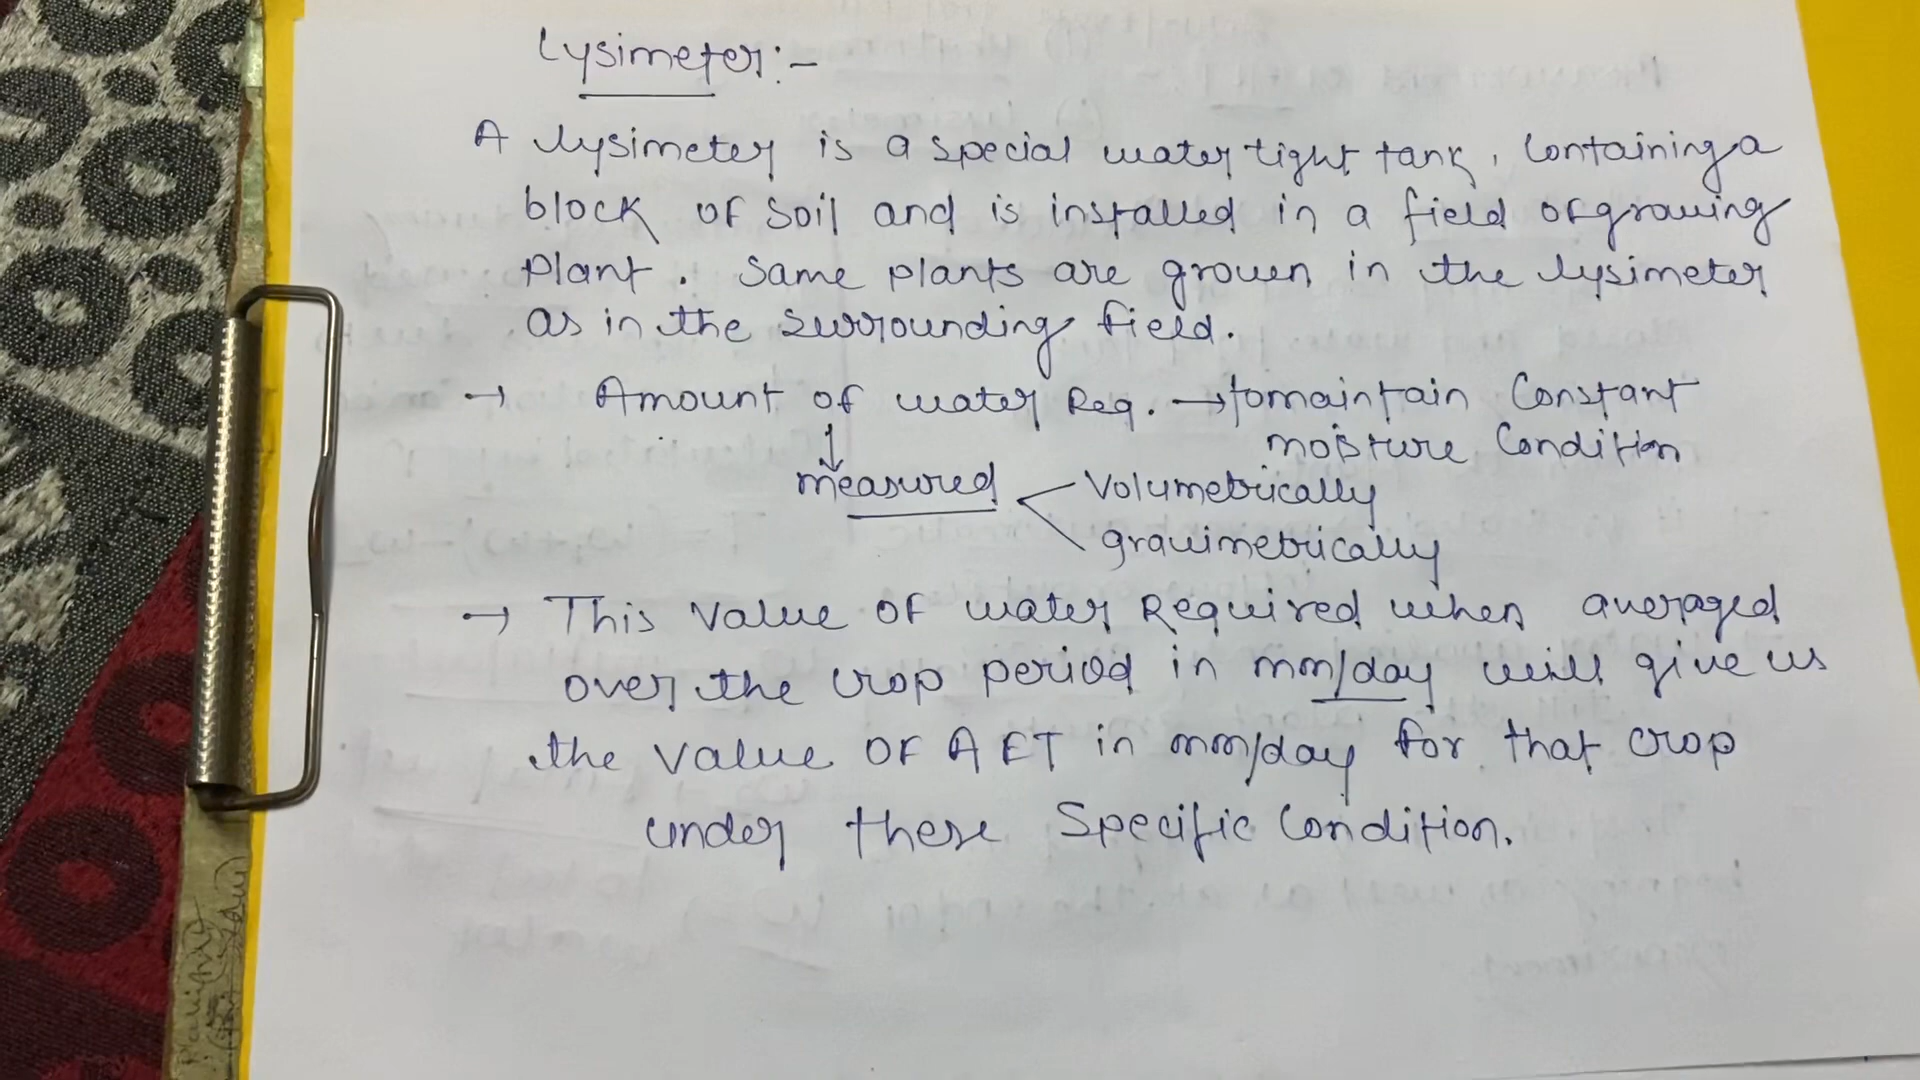 Lysimeter:-
A lysimeter is a special water tight tank, Containing a
block of soil and is installed in a field of growing
plant. Same plants are grown in the lysimeter
as in the surrounding field.
→ Amount of water Req. → to maintain Constant
moisture Condition
↓
measured < Volumetrically
gravimetrically
→ This Value of water Required when averaged
over the crop period in mm/day will give us
the Value of AET in mm/day for that crop
under these Specific Condition.